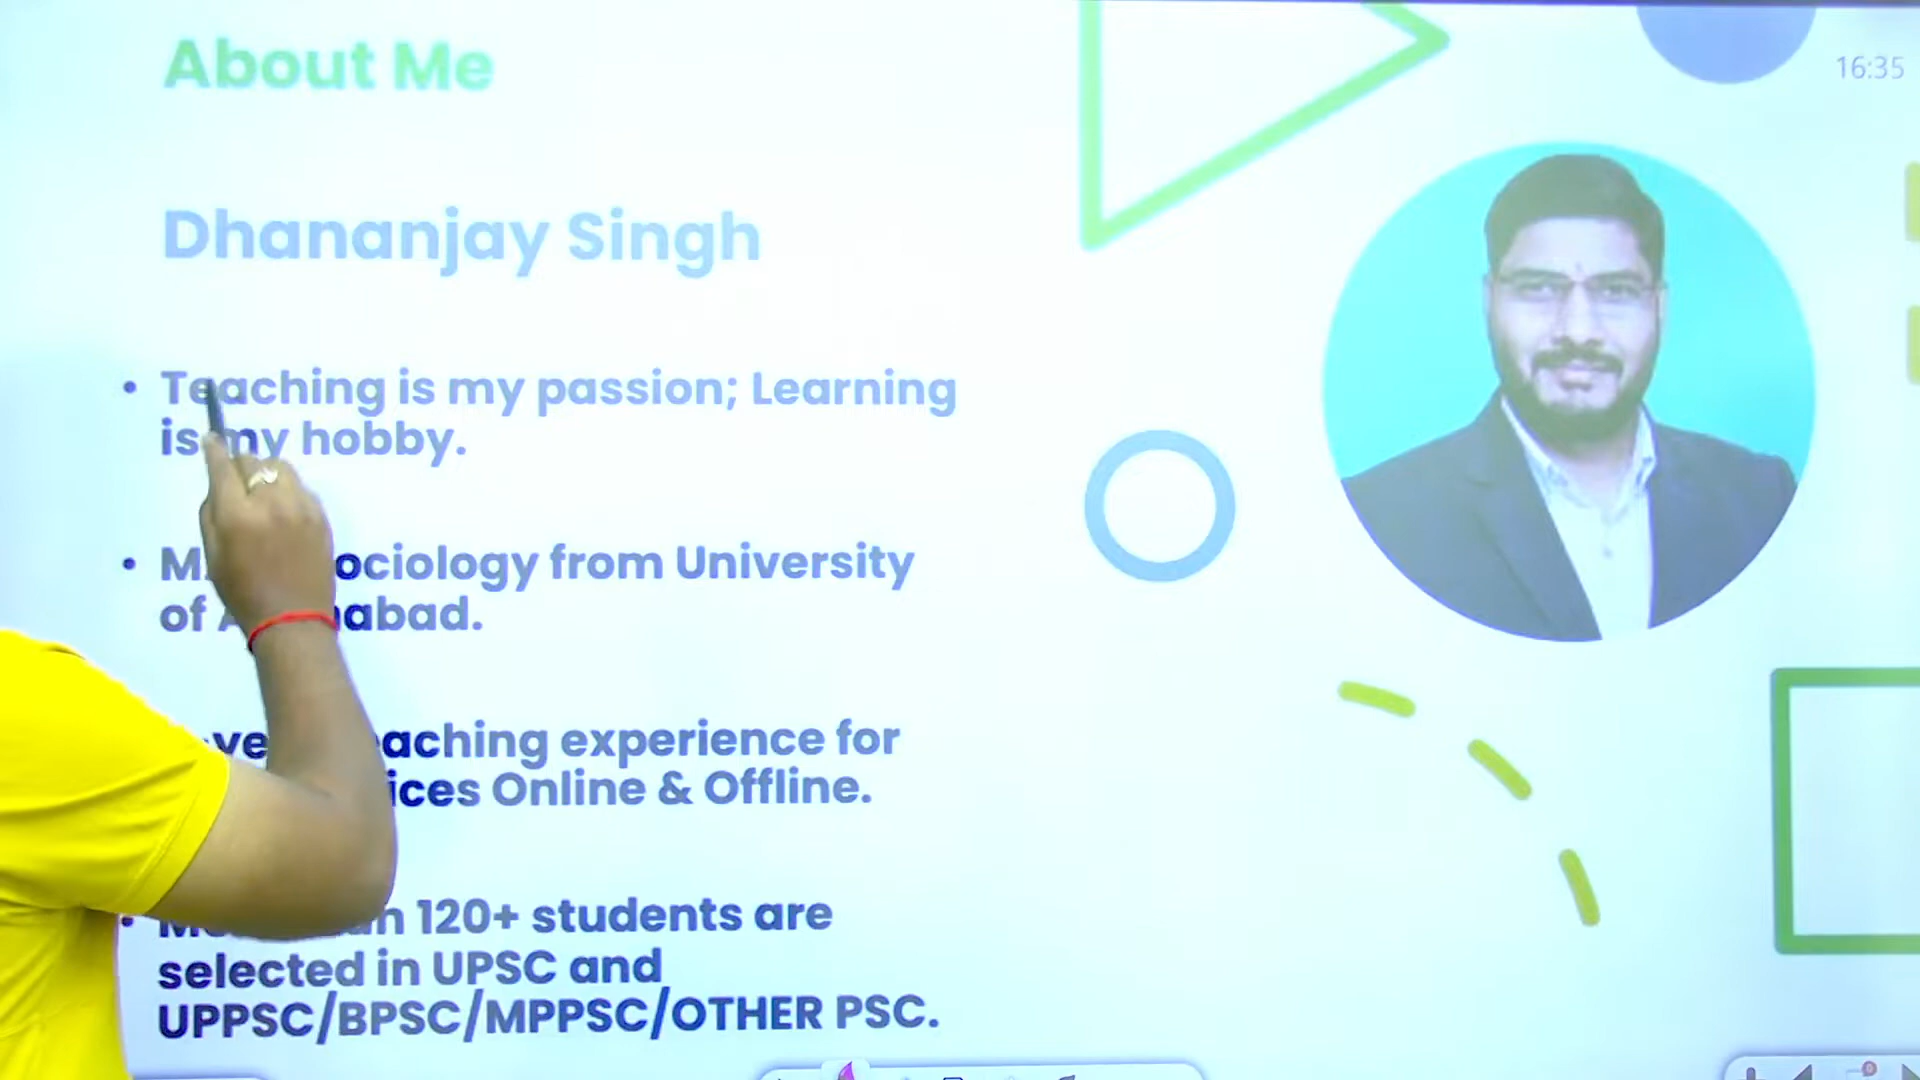 About Me
16:35
Dhananjay Singh
• Teaching is my passion; Learning
is my hobby.
• ociology from University
of abad.
aching experience for
ices Online & Offline.
• 120+ students are
selected in UPSC and
UPPSC/BPSC/MPPSC/OTHER PSC.